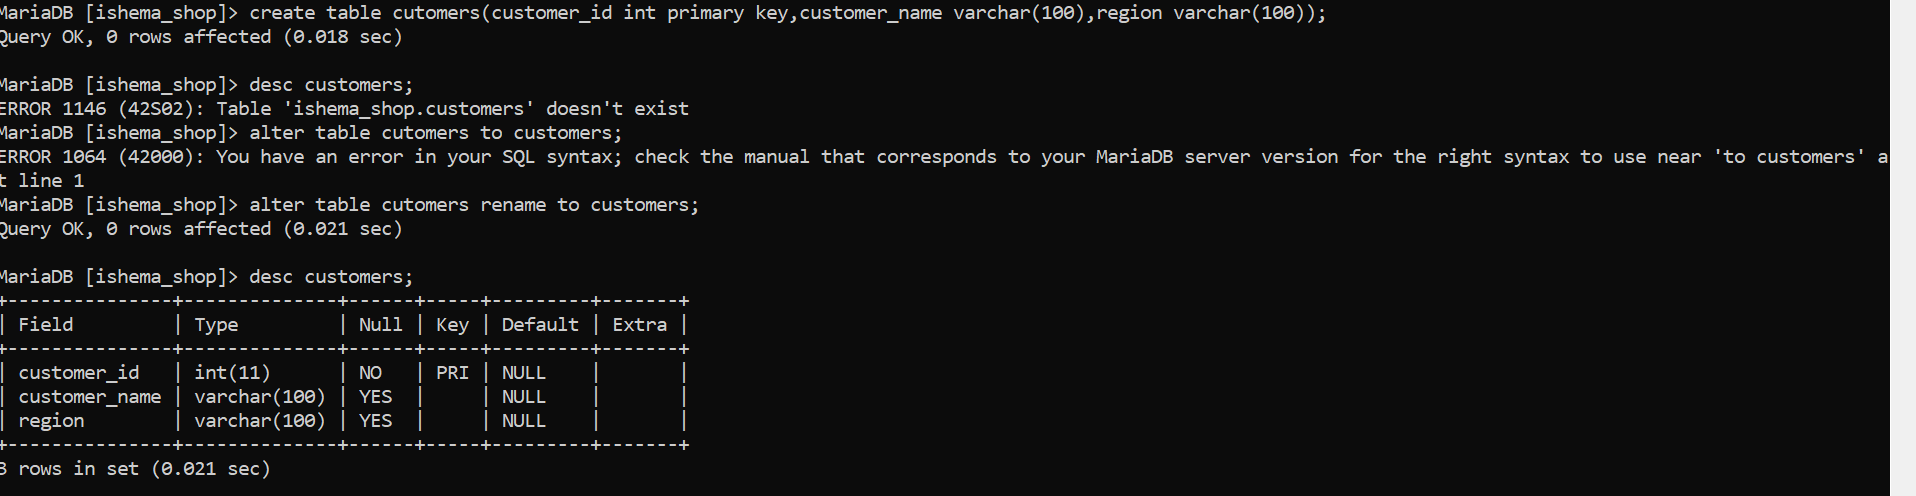 MariaDB [ishema_shop]> create table cutomers(customer_id int primary key,customer_name varchar(100),region varchar(100));
Query OK, 0 rows affected (0.018 sec)
MariaDB [ishema_shop]> desc customers;
ERROR 1146 (42S02): Table 'ishema_shop.customers' doesn't exist
MariaDB [ishema_shop]> alter table cutomers to customers;
ERROR 1064 (42000): You have an error in your SQL syntax; check the manual that corresponds to your MariaDB server version for the right syntax to use near 'to customers' a
t line 1
MariaDB [ishema_shop]> alter table cutomers rename to customers;
Query OK, 0 rows affected (0.021 sec)
MariaDB [ishema_shop]> desc customers;
+---------------+--------------+------+-----+---------+-------+
| Field         | Type         | Null | Key | Default | Extra |
+---------------+--------------+------+-----+---------+-------+
| customer_id   | int(11)      | NO   | PRI | NULL    |       |
| customer_name | varchar(100) | YES  |     | NULL    |       |
| region        | varchar(100) | YES  |     | NULL    |       |
+---------------+--------------+------+-----+---------+-------+
3 rows in set (0.021 sec)